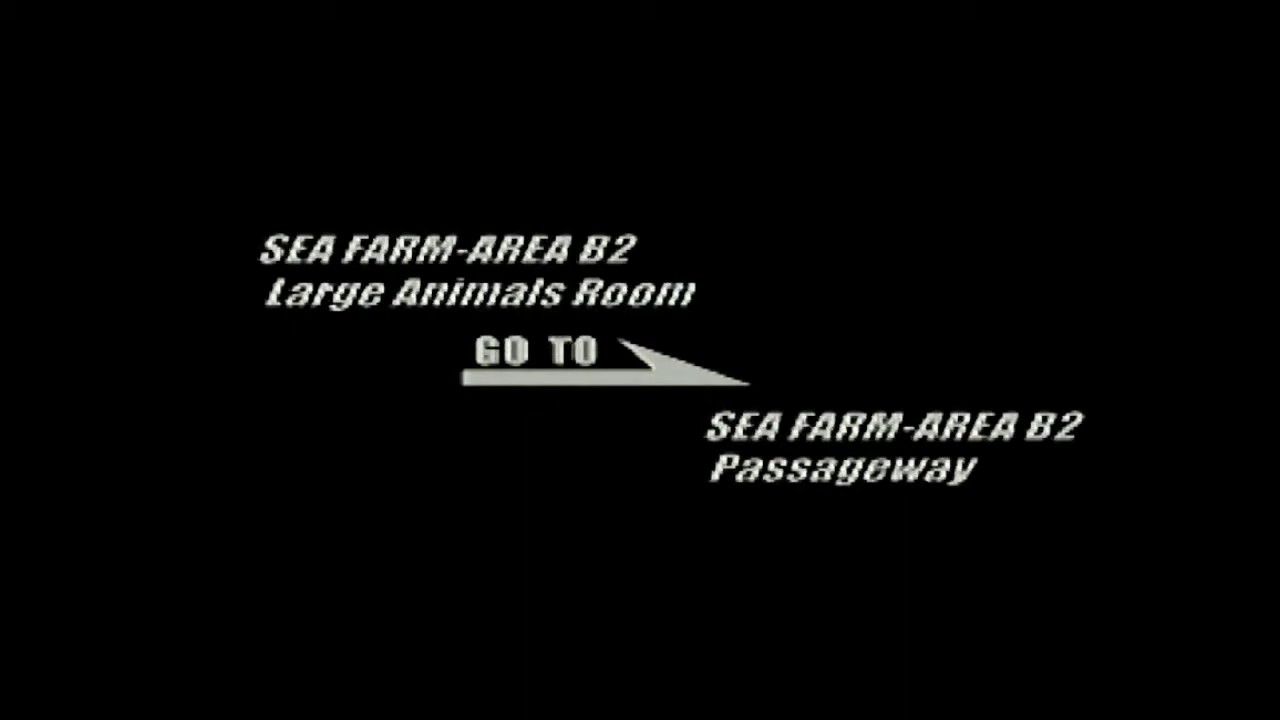 SEA FARM-AREA B2
Large Animals Room
GO TO
SEA FARM-AREA B2
Passageway